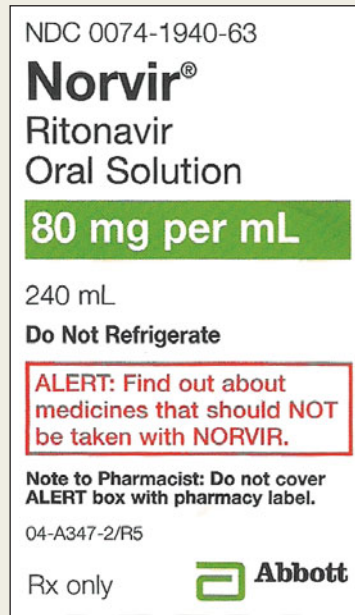 NDC 0074-1940-63
Norvir®
Ritonavir
Oral Solution
80 mg per mL
240 mL
Do Not Refrigerate
ALERT: Find out about
medicines that should NOT
be taken with NORVIR.
Note to Pharmacist: Do not cover
ALERT box with pharmacy label.
04-A347-2/R5
Rx only
Abbott